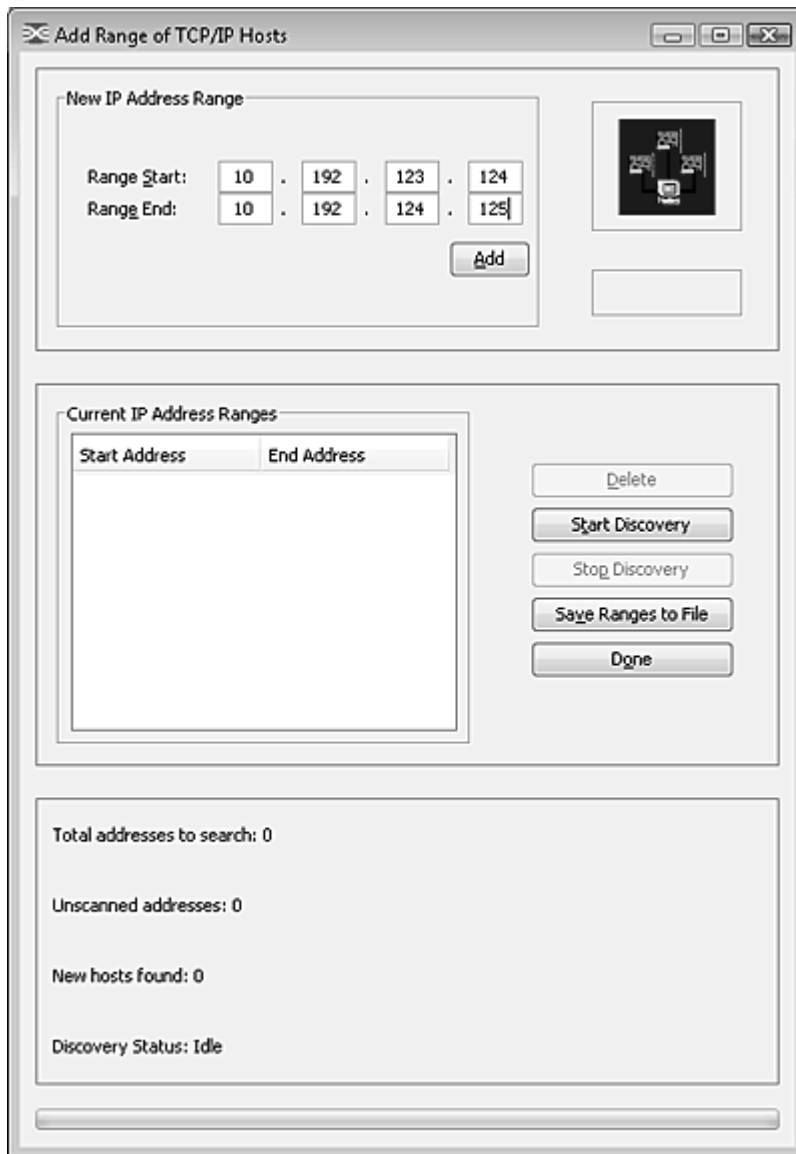 Add Range of TCP/IP Hosts
New IP Address Range
Range Start: 10 . 192 . 123 . 124
Range End: 10 . 192 . 124 . 125
Add
Current IP Address Ranges
Start Address End Address
Delete
Start Discovery
Stop Discovery
Save Ranges to File
Done
Total addresses to search: 0
Unscanned addresses: 0
New hosts found: 0
Discovery Status: Idle